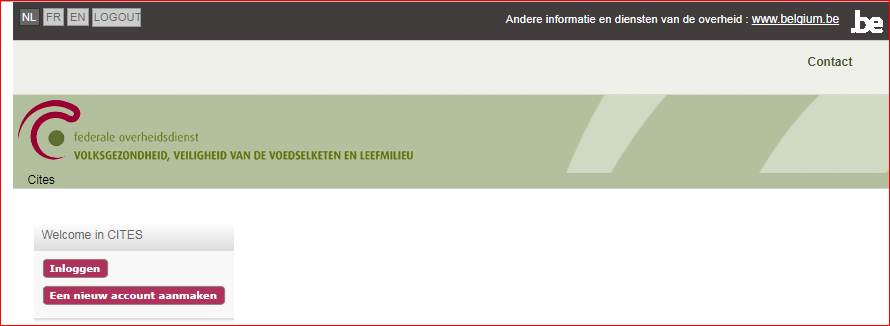 NL FR EN LOGOUT
Andere informatie en diensten van de overheid : www.belgium.be
.be
Contact
federale overheidsdienst
VOLKSGEZONDHEID, VEILIGHEID VAN DE VOEDSELKETEN EN LEEFMILIEU
Cites
Welcome in CITES
Inloggen
Een nieuw account aanmaken